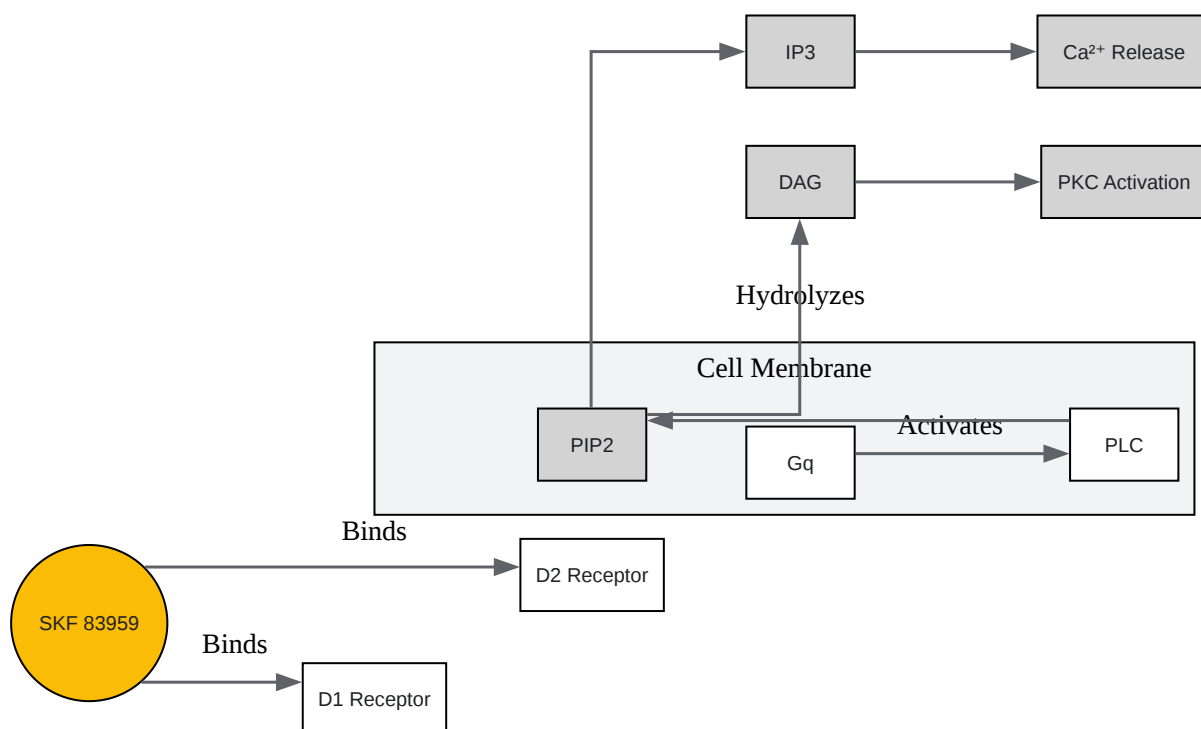 IP3
Ca²⁺ Release
DAG
PKC Activation
Hydrolyzes
Cell Membrane
PIP2
Gq
Activates
PLC
Binds
D2 Receptor
SKF 83959
Binds
D1 Receptor